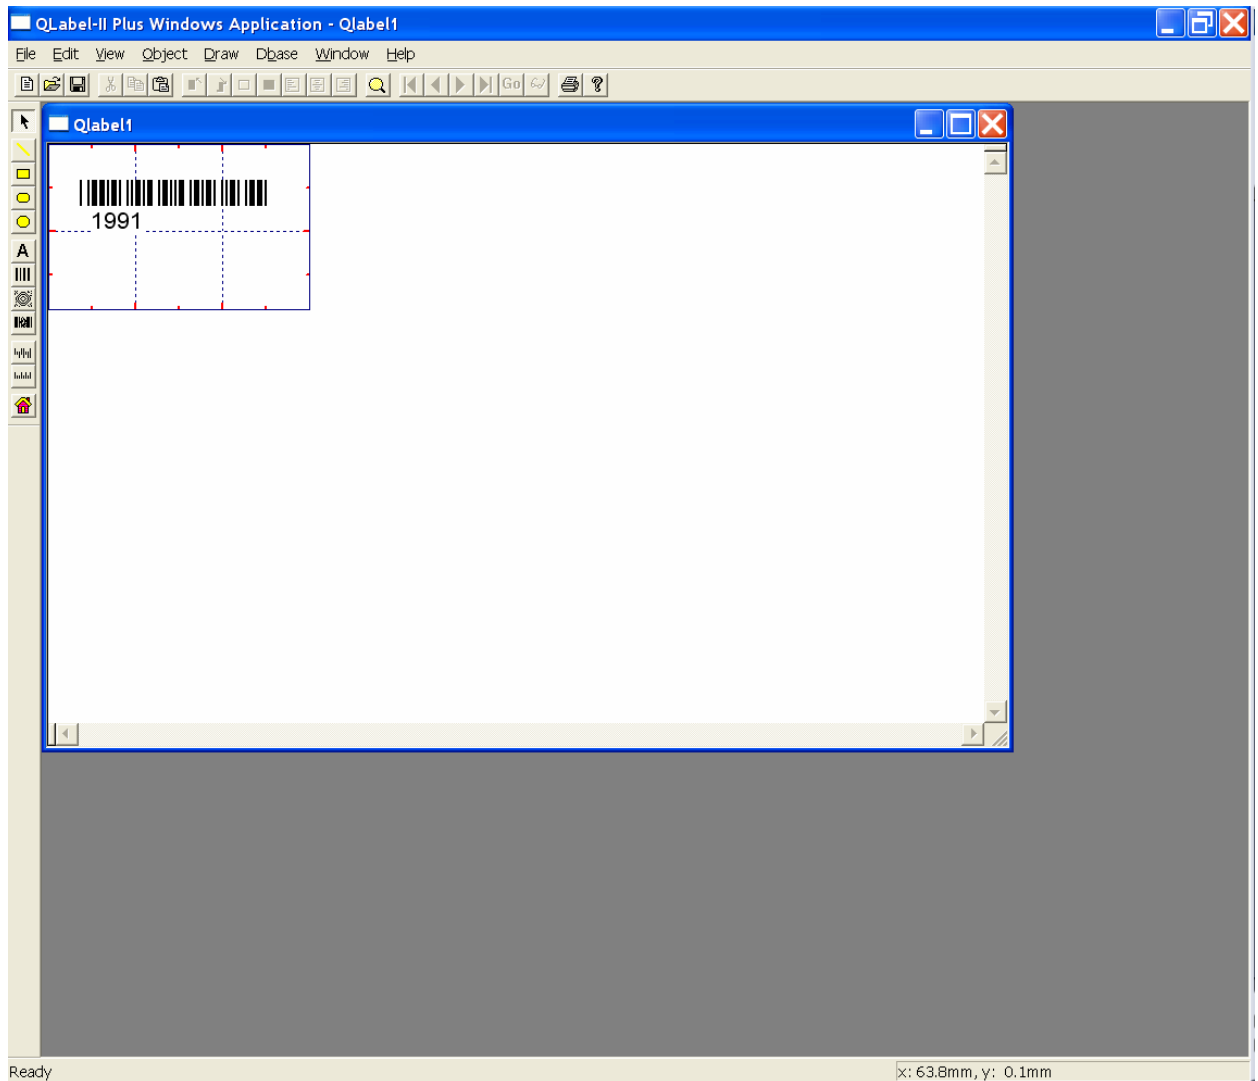 QLabel-II Plus Windows Application - Qlabel1
File Edit View Object Draw Dbase Window Help
Go
A
Qlabel1
1991
Ready
x: 63.8mm, y: 0.1mm